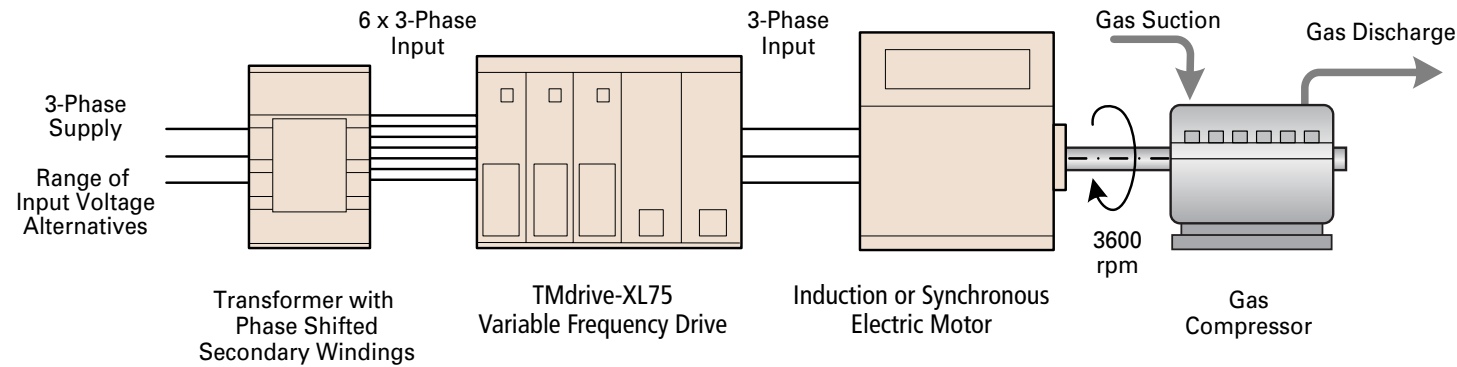 6 x 3-Phase
Input
3-Phase
Input
Gas Suction
Gas Discharge
3-Phase
Supply
Range of
Input Voltage
Alternatives
3600
rpm
Transformer with
Phase Shifted
Secondary Windings
TMdrive-XL75
Variable Frequency Drive
Induction or Synchronous
Electric Motor
Gas
Compressor